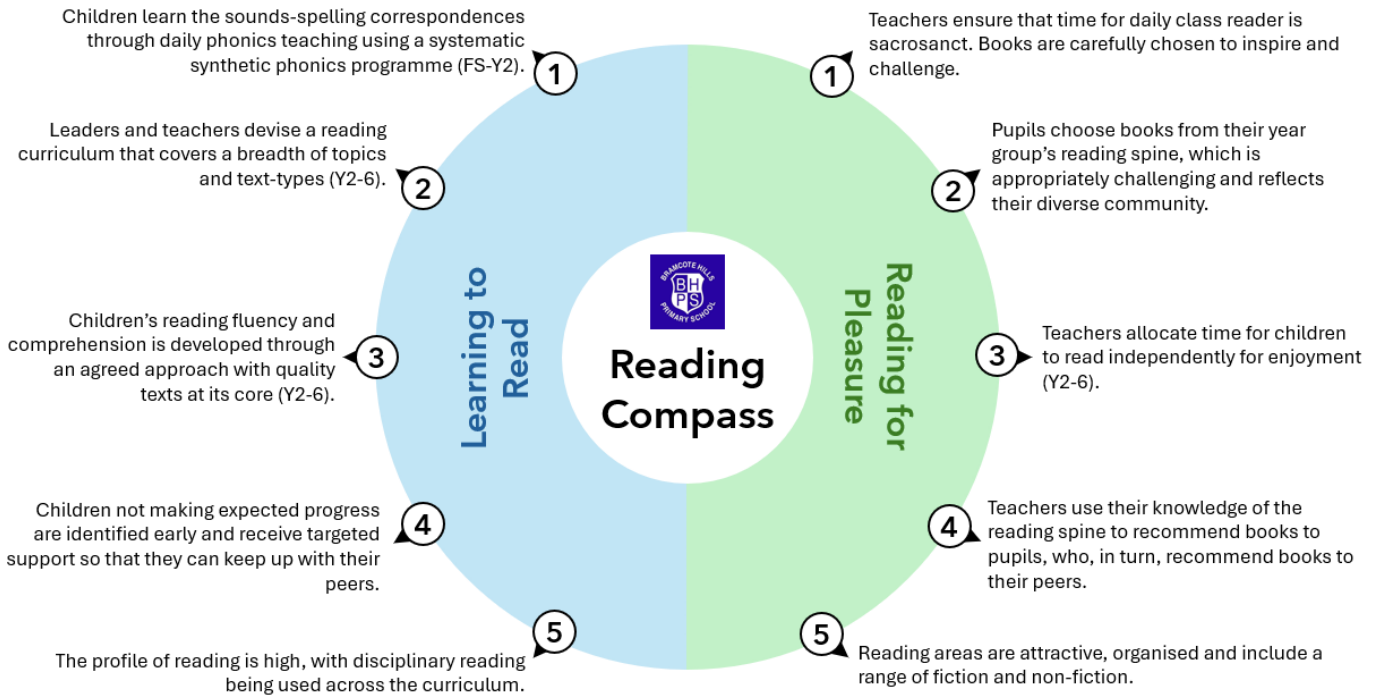 Children learn the sounds-spelling correspondences
through daily phonics teaching using a systematic
synthetic phonics programme (FS-Y2).
1
Leaders and teachers devise a reading
curriculum that covers a breadth of topics
and text-types (Y2-6).
2
Children’s reading fluency and
comprehension is developed through
an agreed approach with quality
texts at its core (Y2-6).
3
Children not making expected progress
are identified early and receive targeted
support so that they can keep up with their
peers.
4
The profile of reading is high, with disciplinary reading
being used across the curriculum.
5
Learning to
Read
BRAMCOTE HILLS
BH
PS
PRIMARY SCHOOL
Reading
Compass
Reading for
Pleasure
1
Teachers ensure that time for daily class reader is
sacrosanct. Books are carefully chosen to inspire and
challenge.
2
Pupils choose books from their year
group’s reading spine, which is
appropriately challenging and reflects
their diverse community.
3
Teachers allocate time for children
to read independently for enjoyment
(Y2-6).
4
Teachers use their knowledge of the
reading spine to recommend books to
pupils, who, in turn, recommend books to
their peers.
5
Reading areas are attractive, organised and include a
range of fiction and non-fiction.